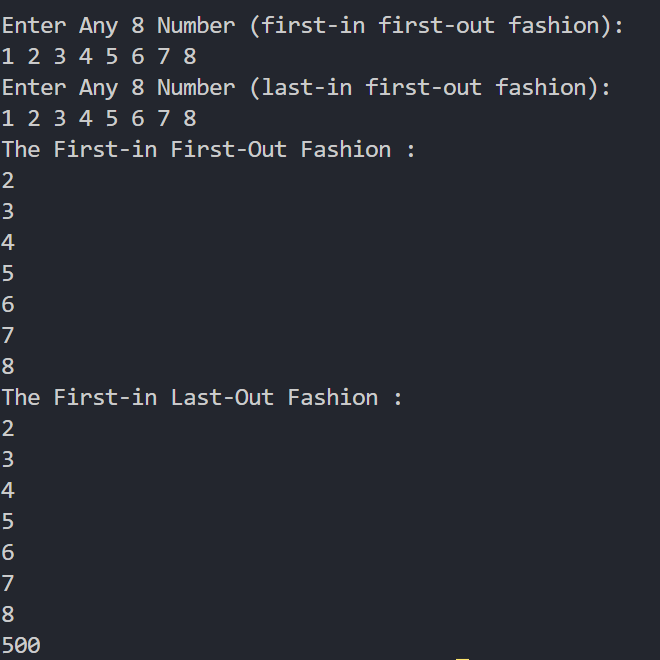 Enter Any 8 Number (first-in first-out fashion):
1 2 3 4 5 6 7 8
Enter Any 8 Number (last-in first-out fashion):
1 2 3 4 5 6 7 8
The First-in First-Out Fashion :
2
3
4
5
6
7
8
The First-in Last-Out Fashion :
2
3
4
5
6
7
8
500